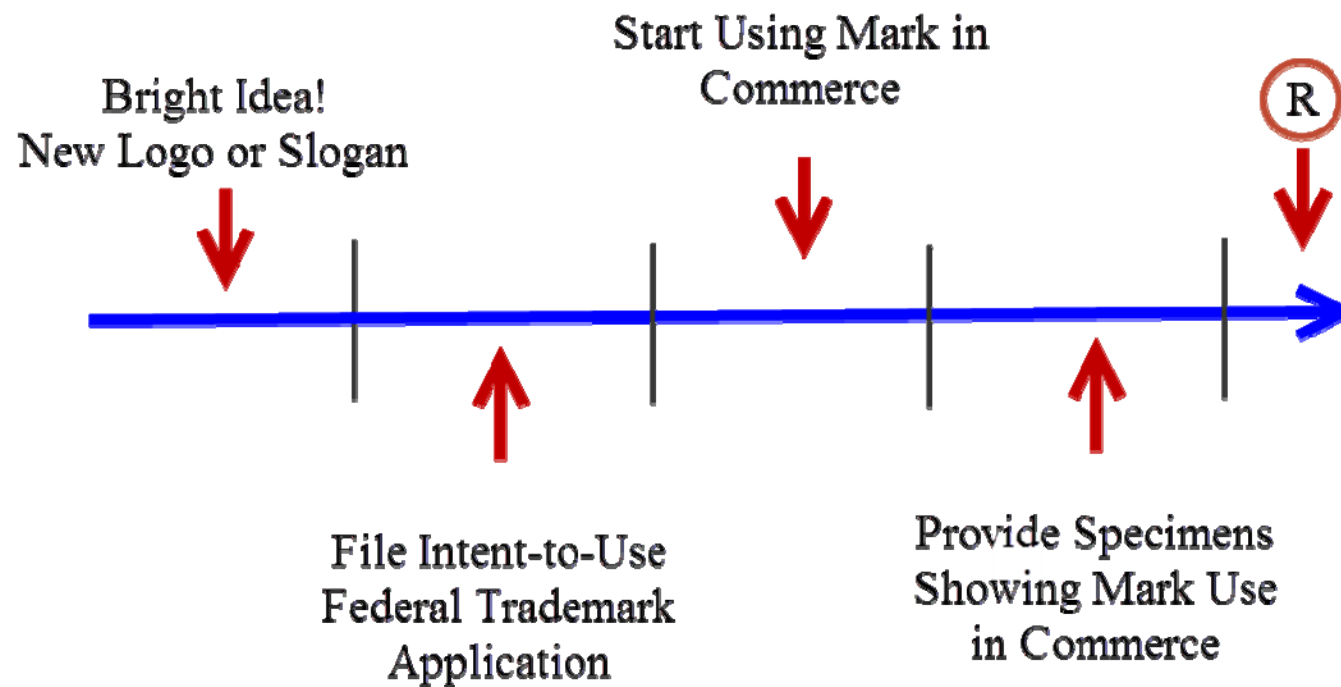 Bright Idea!
New Logo or Slogan
File Intent-to-Use
Federal Trademark
Application
Start Using Mark in
Commerce
Provide Specimens
Showing Mark Use
in Commerce
R